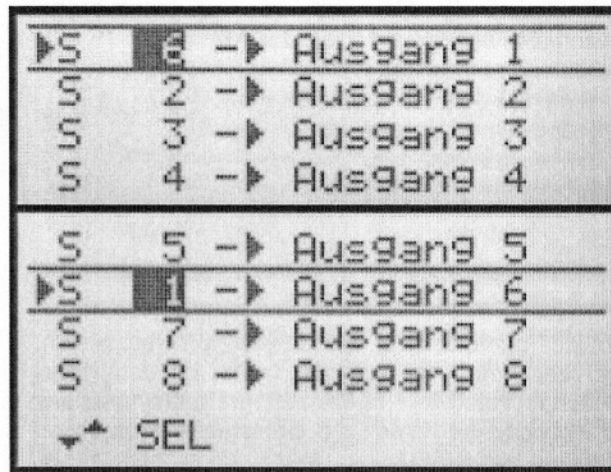 ▶S 6 -▶ Ausgang 1
S 2 -▶ Ausgang 2
S 3 -▶ Ausgang 3
S 4 -▶ Ausgang 4
S 5 -▶ Ausgang 5
▶S 1 -▶ Ausgang 6
S 7 -▶ Ausgang 7
S 8 -▶ Ausgang 8
SEL